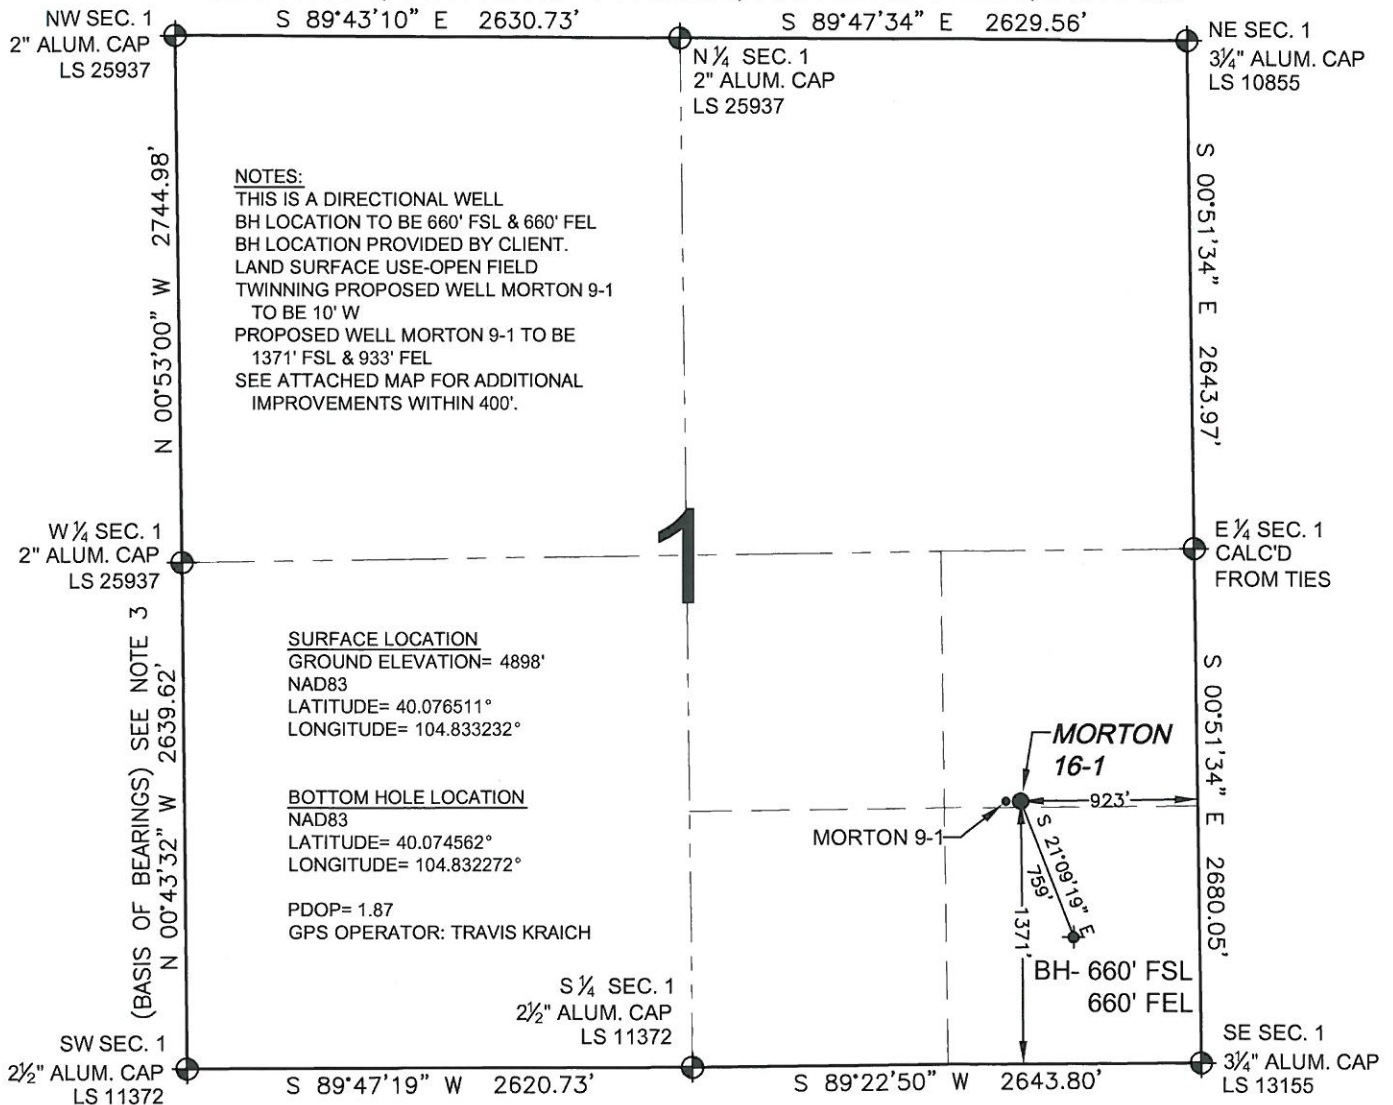 NW SEC. 1
2" ALUM. CAP
LS 25937
S 89°43'10" E 2630.73'
S 89°47'34" E 2629.56'
NE SEC. 1
3¼" ALUM. CAP
LS 10855
N ¼ SEC. 1
2" ALUM. CAP
LS 25937
N 00°53'00" W 2744.98'
NOTES:
THIS IS A DIRECTIONAL WELL
BH LOCATION TO BE 660' FSL & 660' FEL
BH LOCATION PROVIDED BY CLIENT.
LAND SURFACE USE-OPEN FIELD
TWINNING PROPOSED WELL MORTON 9-1
TO BE 10' W
PROPOSED WELL MORTON 9-1 TO BE
1371' FSL & 933' FEL
SEE ATTACHED MAP FOR ADDITIONAL
IMPROVEMENTS WITHIN 400'.
S 00°51'34" E 2643.97'
W ¼ SEC. 1
2" ALUM. CAP
LS 25937
1
E ¼ SEC. 1
CALC'D
FROM TIES
(BASIS OF BEARINGS) SEE NOTE 3
N 00°43'32" W 2639.62'
SURFACE LOCATION
GROUND ELEVATION= 4898'
NAD83
LATITUDE= 40.076511°
LONGITUDE= 104.833232°
BOTTOM HOLE LOCATION
NAD83
LATITUDE= 40.074562°
LONGITUDE= 104.832272°
PDOP= 1.87
GPS OPERATOR: TRAVIS KRAICH
MORTON
16-1
923'
MORTON 9-1
S 21°09'19" E
759'
1371'
BH- 660' FSL
660' FEL
S 00°51'34" E 2680.05'
S ¼ SEC. 1
2½" ALUM. CAP
LS 11372
SW SEC. 1
2½" ALUM. CAP
LS 11372
S 89°47'19" W 2620.73'
S 89°22'50" W 2643.80'
SE SEC. 1
3¼" ALUM. CAP
LS 13155